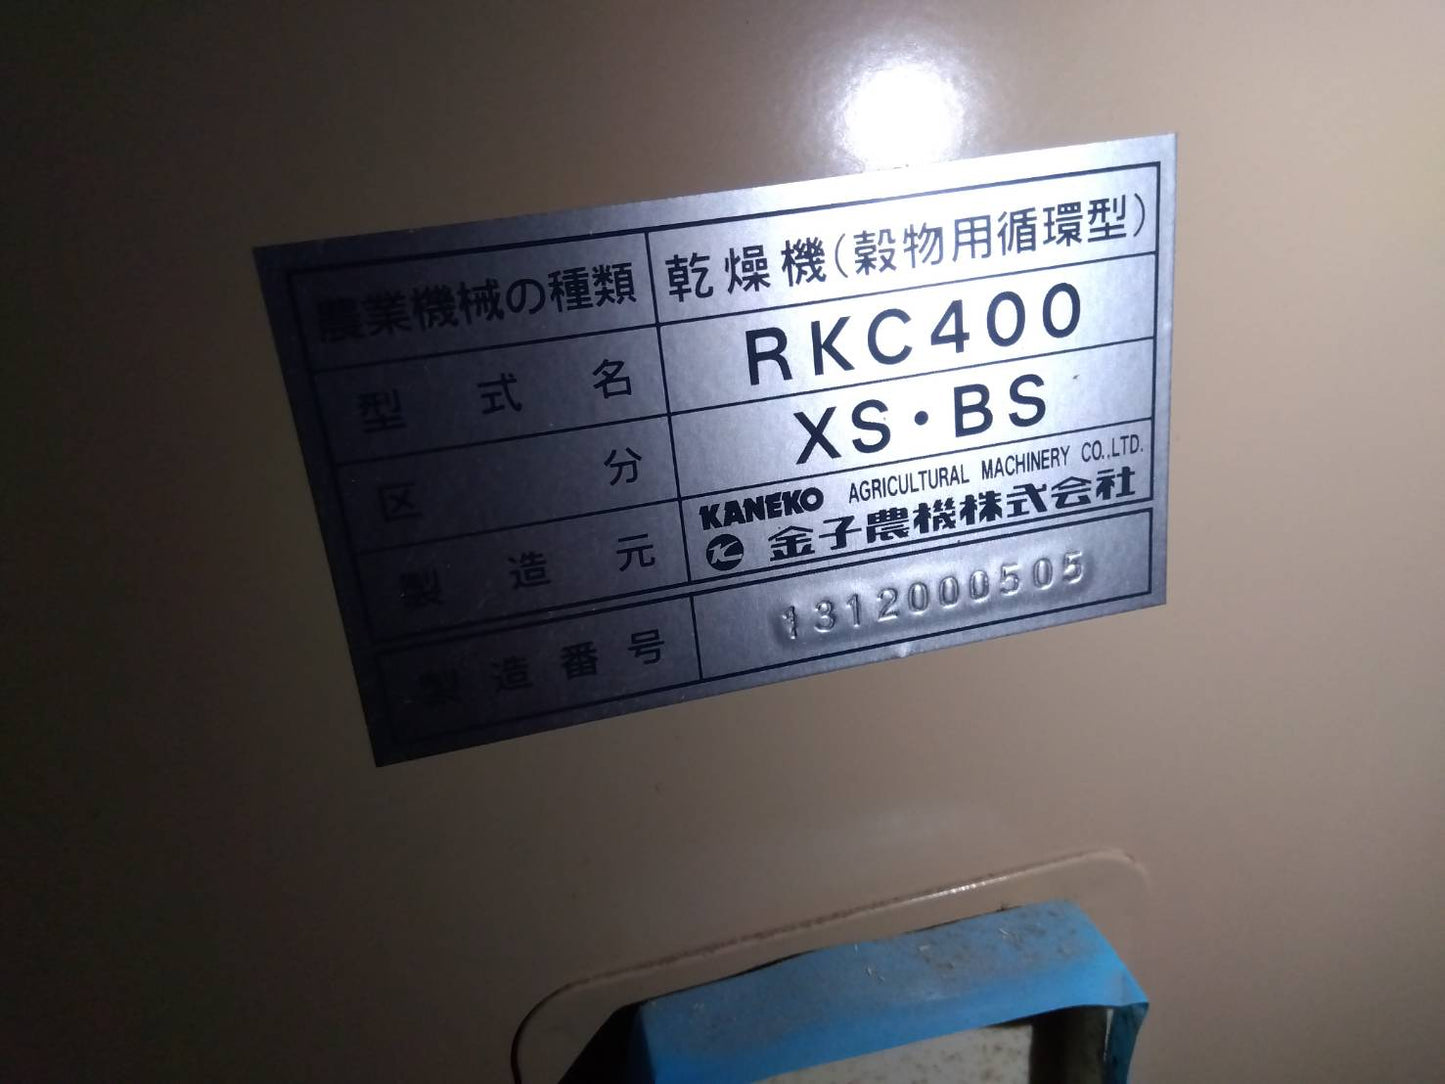 農業機械の種類 乾燥機(穀物用循環型)
型式名 RKC400
区分 XS・BS
製造元 KANEKO AGRICULTURAL MACHINERY CO.,LTD.
K 金子農機株式会社
製造番号 1312000505